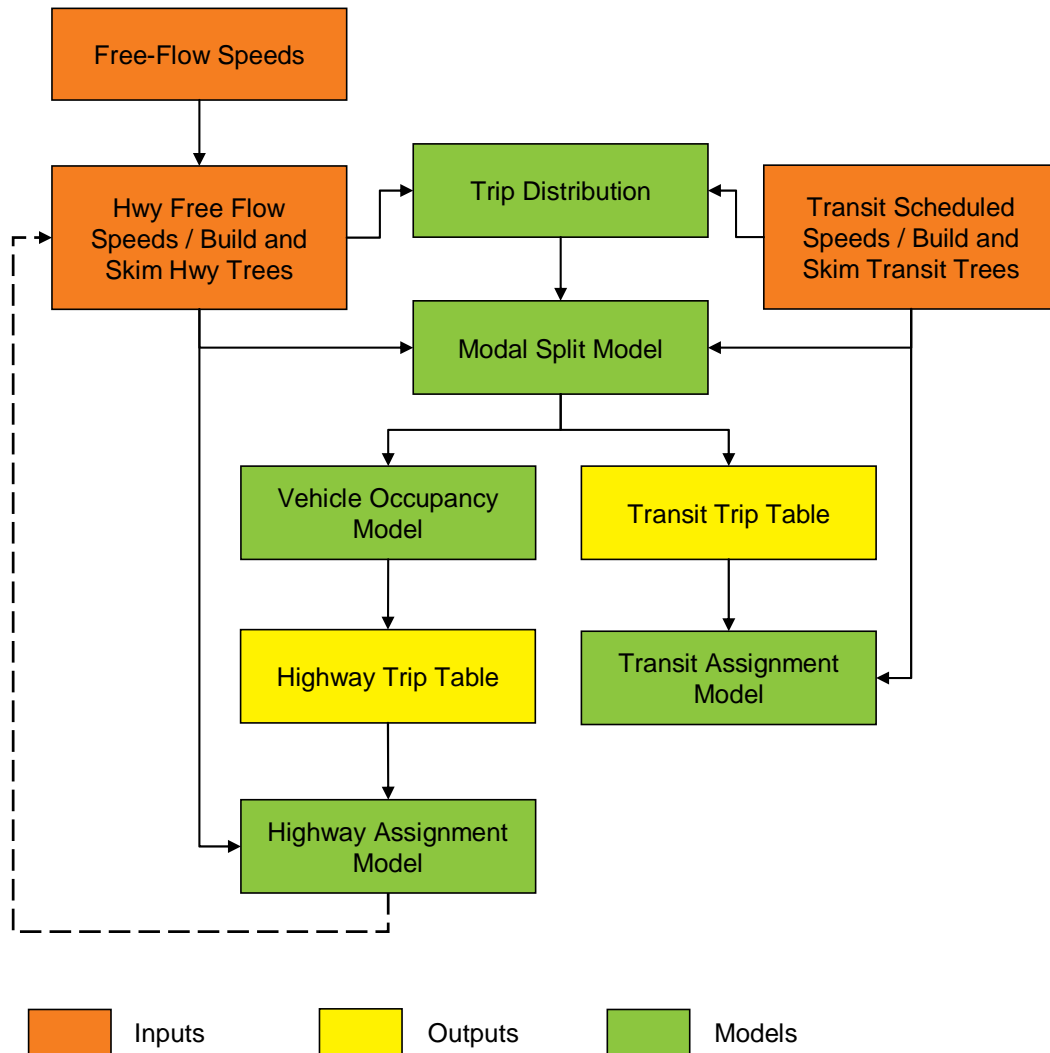 Free-Flow Speeds
Hwy Free Flow
Speeds / Build and
Skim Hwy Trees
Trip Distribution
Transit Scheduled
Speeds / Build and
Skim Transit Trees
Modal Split Model
Vehicle Occupancy
Model
Transit Trip Table
Highway Trip Table
Transit Assignment
Model
Highway Assignment
Model
Inputs
Outputs
Models